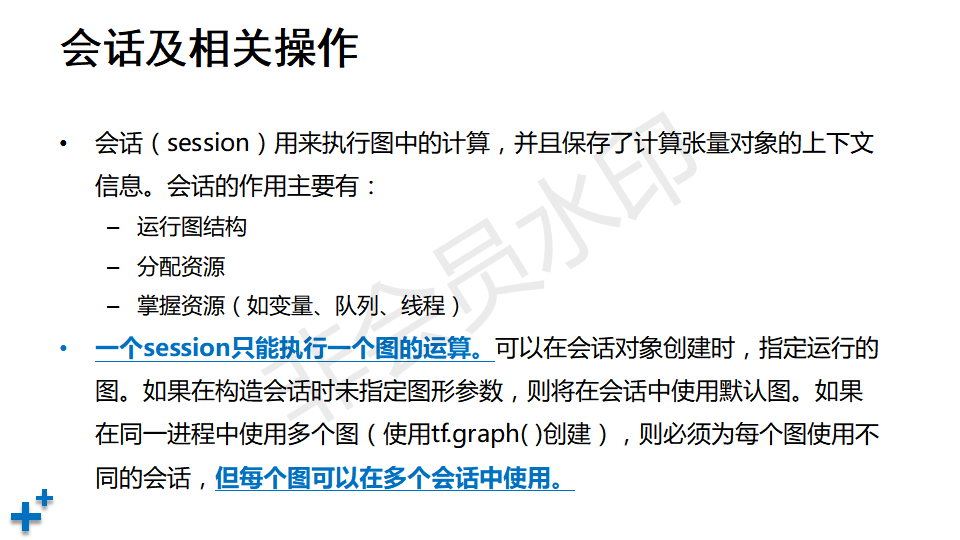 会话及相关操作
• 会话（session）用来执行图中的计算，并且保存了计算张量对象的上下文
信息。会话的作用主要有：
– 运行图结构
– 分配资源
– 掌握资源（如变量、队列、线程）
• 一个session只能执行一个图的运算。可以在会话对象创建时，指定运行的
图。如果在构造会话时未指定图形参数，则将在会话中使用默认图。如果
在同一进程中使用多个图（使用tf.graph( )创建），则必须为每个图使用不
同的会话，但每个图可以在多个会话中使用。
非会员水印